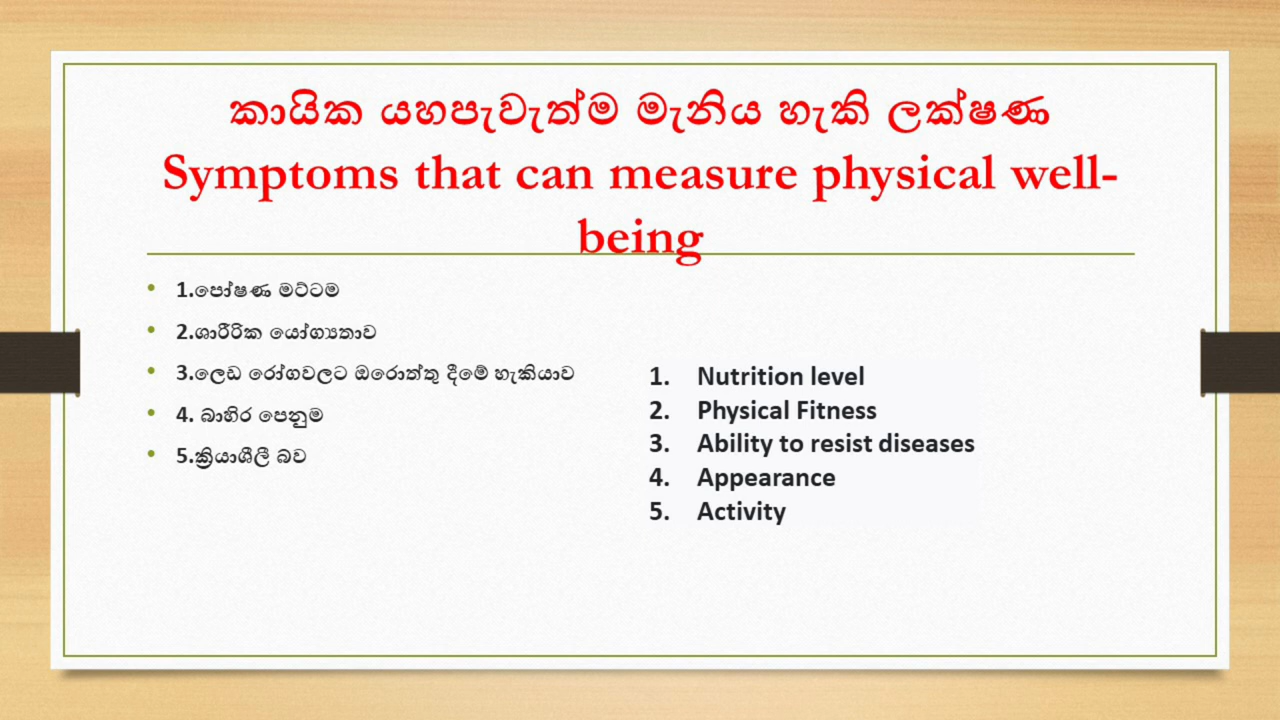 කායික යහපැවැත්ම මැනිය හැකි ලක්ෂණ
Symptoms that can measure physical well-
being
• 1.පෝෂණ මට්ටම
• 2.ශාරීරික යෝග්‍යතාව
• 3.ලෙඩ රෝගවලට ඔරොත්තු දීමේ හැකියාව
• 4. බාහිර පෙනුම
• 5.ක්‍රියාශීලී බව
1. Nutrition level
2. Physical Fitness
3. Ability to resist diseases
4. Appearance
5. Activity